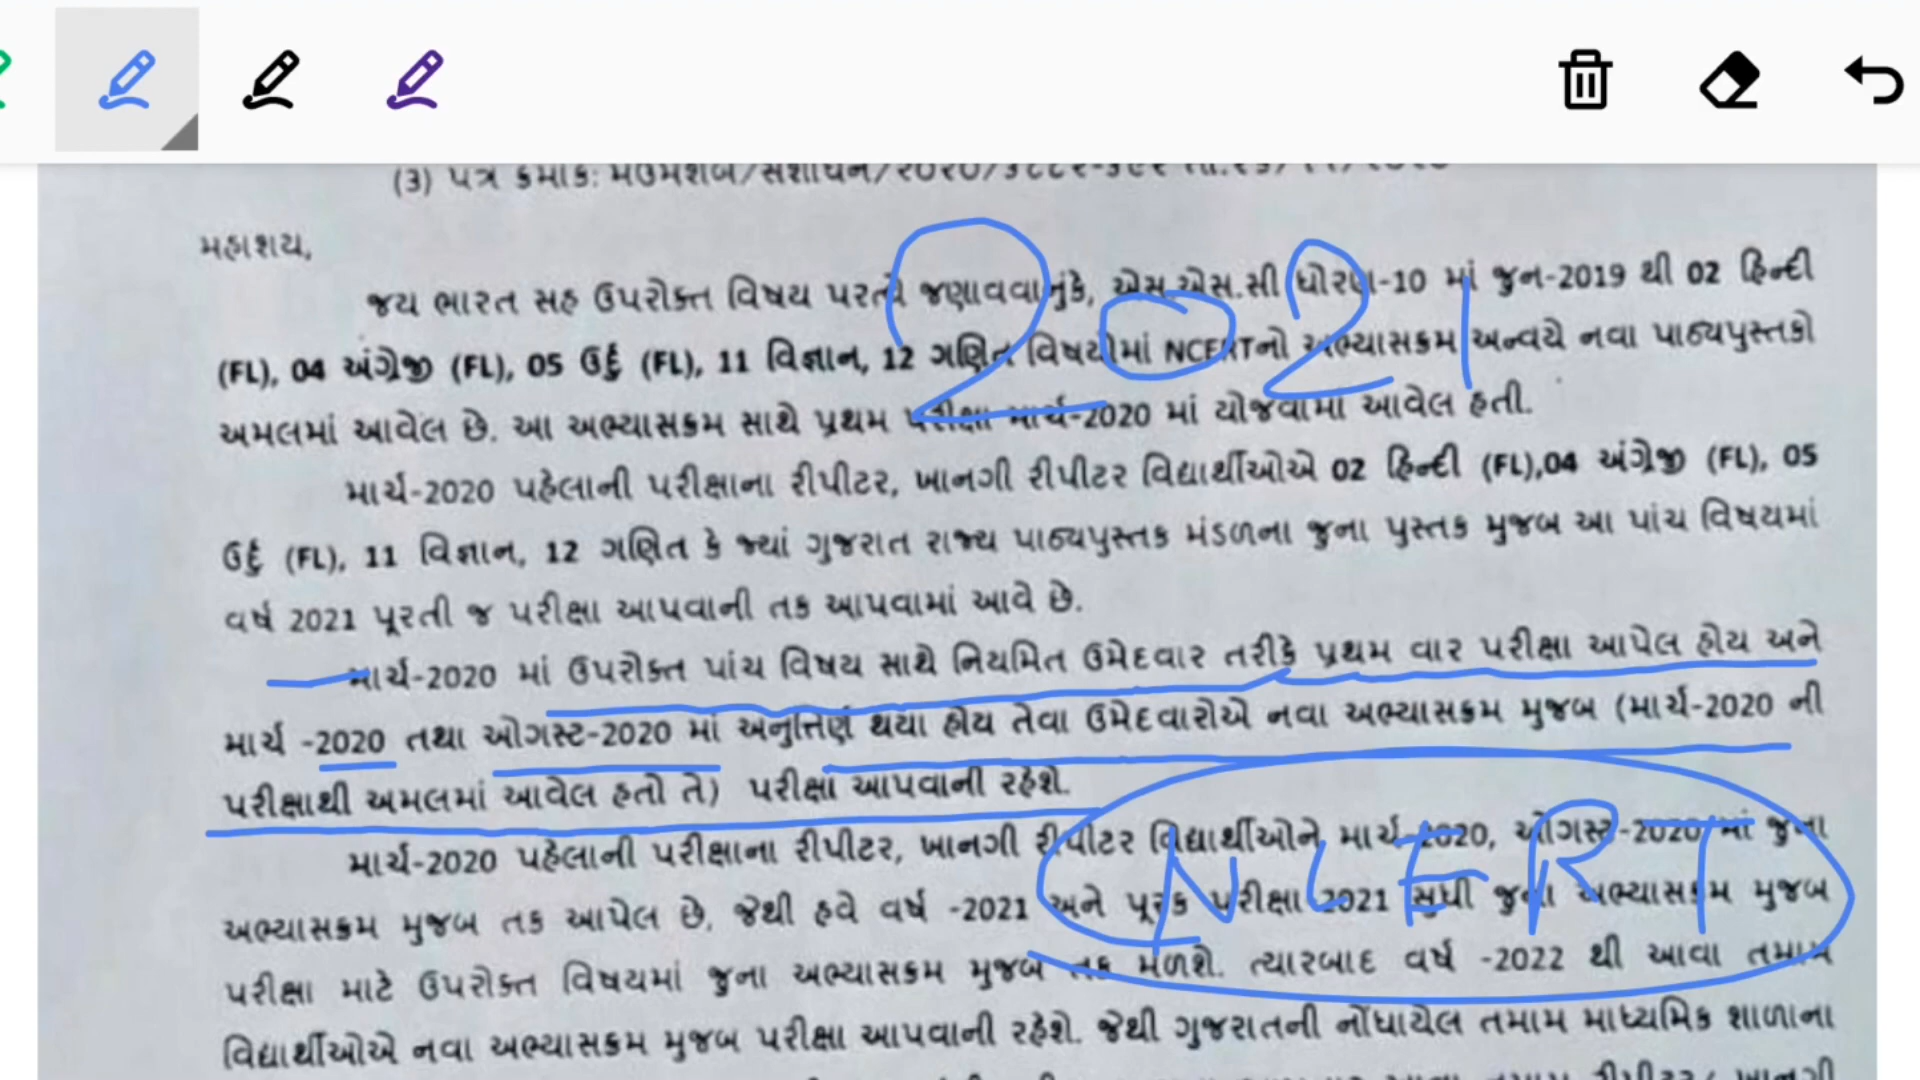 (3) પત્ર ક્રમાંક: મઉમશબ/સંશોધન/૨૦૨૦/
મહાશય,
જય ભારત સહ ઉપરોક્ત વિષય પરત્વે જણાવવાનુંકે, એસ.એસ.સી ધોરણ-10 માં જુન-2019 થી 02 હિન્દી
(FL), 04 અંગ્રેજી (FL), 05 ઉર્દુ (FL), 11 વિજ્ઞાન, 12 ગણિત વિષયોમાં NCERTનો અભ્યાસક્રમ અન્વયે નવા પાઠ્યપુસ્તકો
અમલમાં આવેલ છે. આ અભ્યાસક્રમ સાથે પ્રથમ પરીક્ષા માર્ચ-2020 માં યોજવામાં આવેલ હતી.
2021
માર્ચ-2020 પહેલાની પરીક્ષાના રીપીટર, ખાનગી રીપીટર વિદ્યાર્થીઓએ 02 હિન્દી (FL),04 અંગ્રેજી (FL), 05
ઉર્દુ (FL), 11 વિજ્ઞાન, 12 ગણિત કે જ્યાં ગુજરાત રાજ્ય પાઠ્યપુસ્તક મંડળના જુના પુસ્તક મુજબ આ પાંચ વિષયમાં
વર્ષ 2021 પૂરતી જ પરીક્ષા આપવાની તક આપવામાં આવે છે.
માર્ચ-2020 માં ઉપરોક્ત પાંચ વિષય સાથે નિયમિત ઉમેદવાર તરીકે પ્રથમ વાર પરીક્ષા આપેલ હોય અને
માર્ચ -2020 તથા ઓગસ્ટ-2020 માં અનુત્તિર્ણ થયા હોય તેવા ઉમેદવારોએ નવા અભ્યાસક્રમ મુજબ (માર્ચ-2020 ની
પરીક્ષાથી અમલમાં આવેલ હતો તે) પરીક્ષા આપવાની રહેશે.
માર્ચ-2020 પહેલાની પરીક્ષાના રીપીટર, ખાનગી રીપીટર વિદ્યાર્થીઓને માર્ચ-2020, ઓગસ્ટ-2020 માં જુના
NCERT
અભ્યાસક્રમ મુજબ તક આપેલ છે, જેથી હવે વર્ષ -2021 અને પૂરક પરીક્ષા 2021 સુધી જુના અભ્યાસક્રમ મુજબ
પરીક્ષા માટે ઉપરોક્ત વિષયમાં જુના અભ્યાસક્રમ મુજબ તક મળશે. ત્યારબાદ વર્ષ -2022 થી આવા તમામ
વિદ્યાર્થીઓએ નવા અભ્યાસક્રમ મુજબ પરીક્ષા આપવાની રહેશે. જેથી ગુજરાતની નોંધાયેલ તમામ માધ્યમિક શાળાના